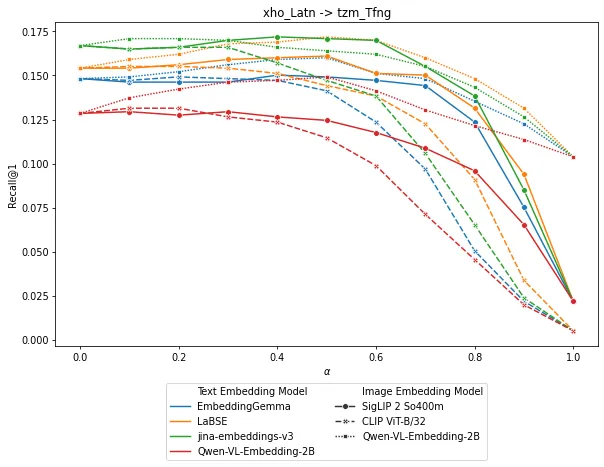 xho_Latn -> tzm_Tfng
Recall@1
0.175
0.150
0.125
0.100
0.075
0.050
0.025
0.000
0.0 0.2 0.4 0.6 0.8 1.0
α
Text Embedding Model
EmbeddingGemma
LaBSE
jina-embeddings-v3
Qwen-VL-Embedding-2B
Image Embedding Model
SigLIP 2 So400m
CLIP ViT-B/32
Qwen-VL-Embedding-2B